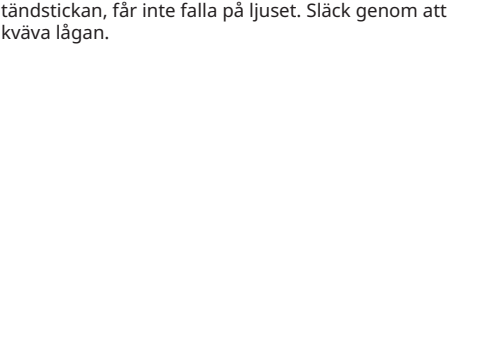 tändstickan, får inte falla på ljuset. Släck genom att
kväva lågan.